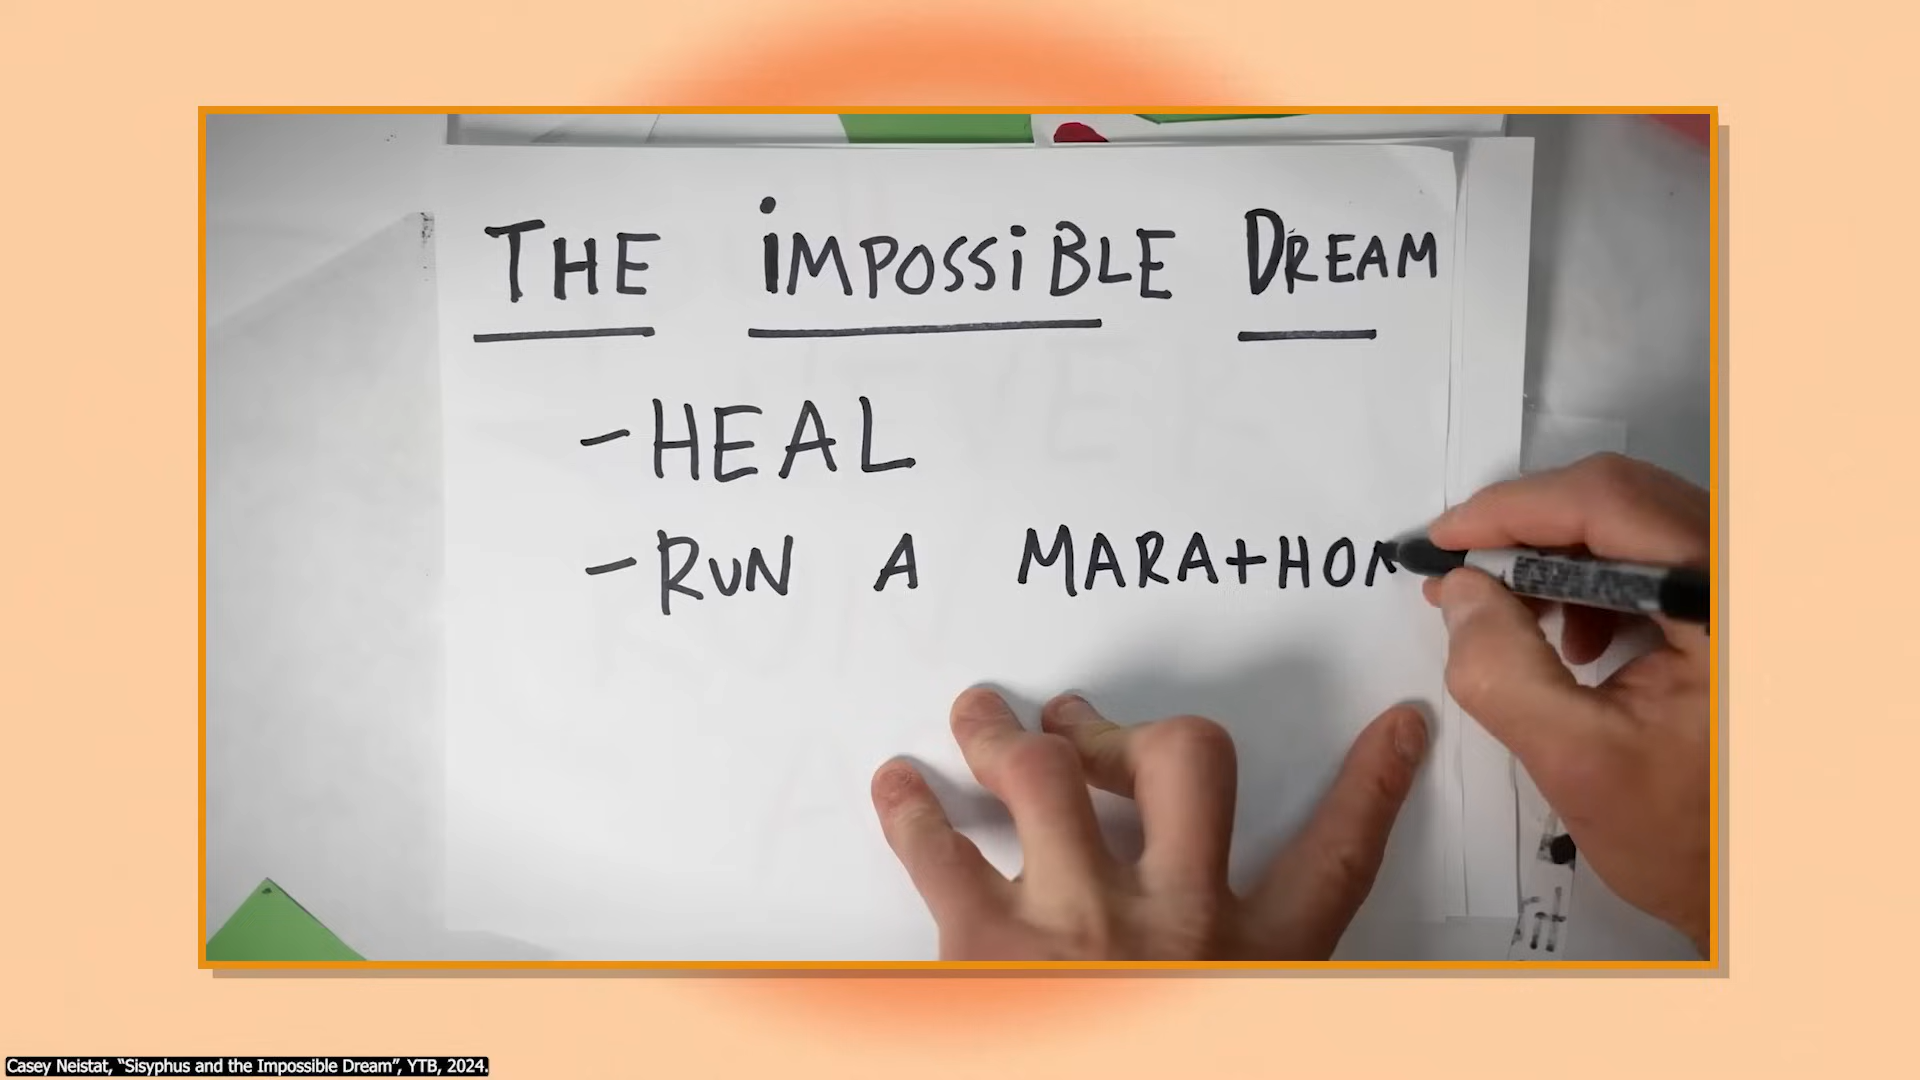 THE iMPOSSiBLE DREAM
- HEAL
- RUN A MARATHON
Casey Neistat, “Sisyphus and the Impossible Dream”, YTB, 2024.